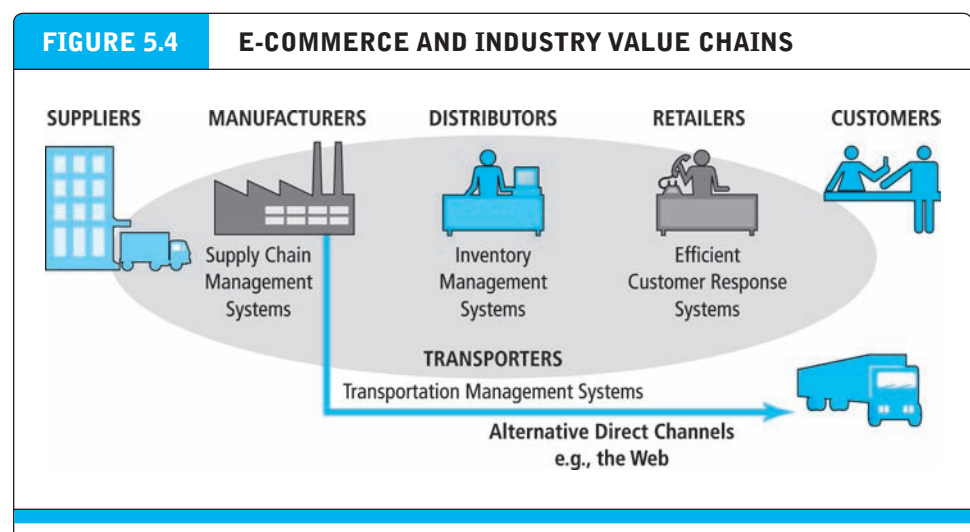 FIGURE 5.4 E-COMMERCE AND INDUSTRY VALUE CHAINS
SUPPLIERS MANUFACTURERS DISTRIBUTORS RETAILERS CUSTOMERS
Supply Chain
Management
Systems
Inventory
Management
Systems
Efficient
Customer Response
Systems
TRANSPORTERS
Transportation Management Systems
Alternative Direct Channels
e.g., the Web